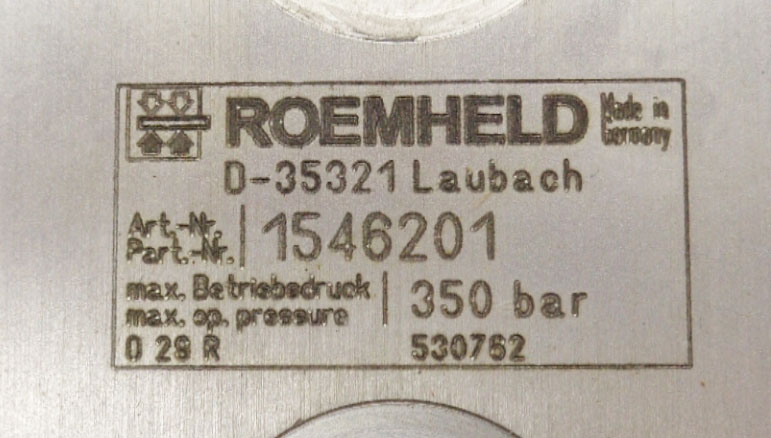 ROEMHELD Made in Germany
D-35321 Laubach
Art.-Nr.
Part.-Nr. 1546201
max. Betriebsdruck
max. op. pressure 350 bar
0 29 R 530762